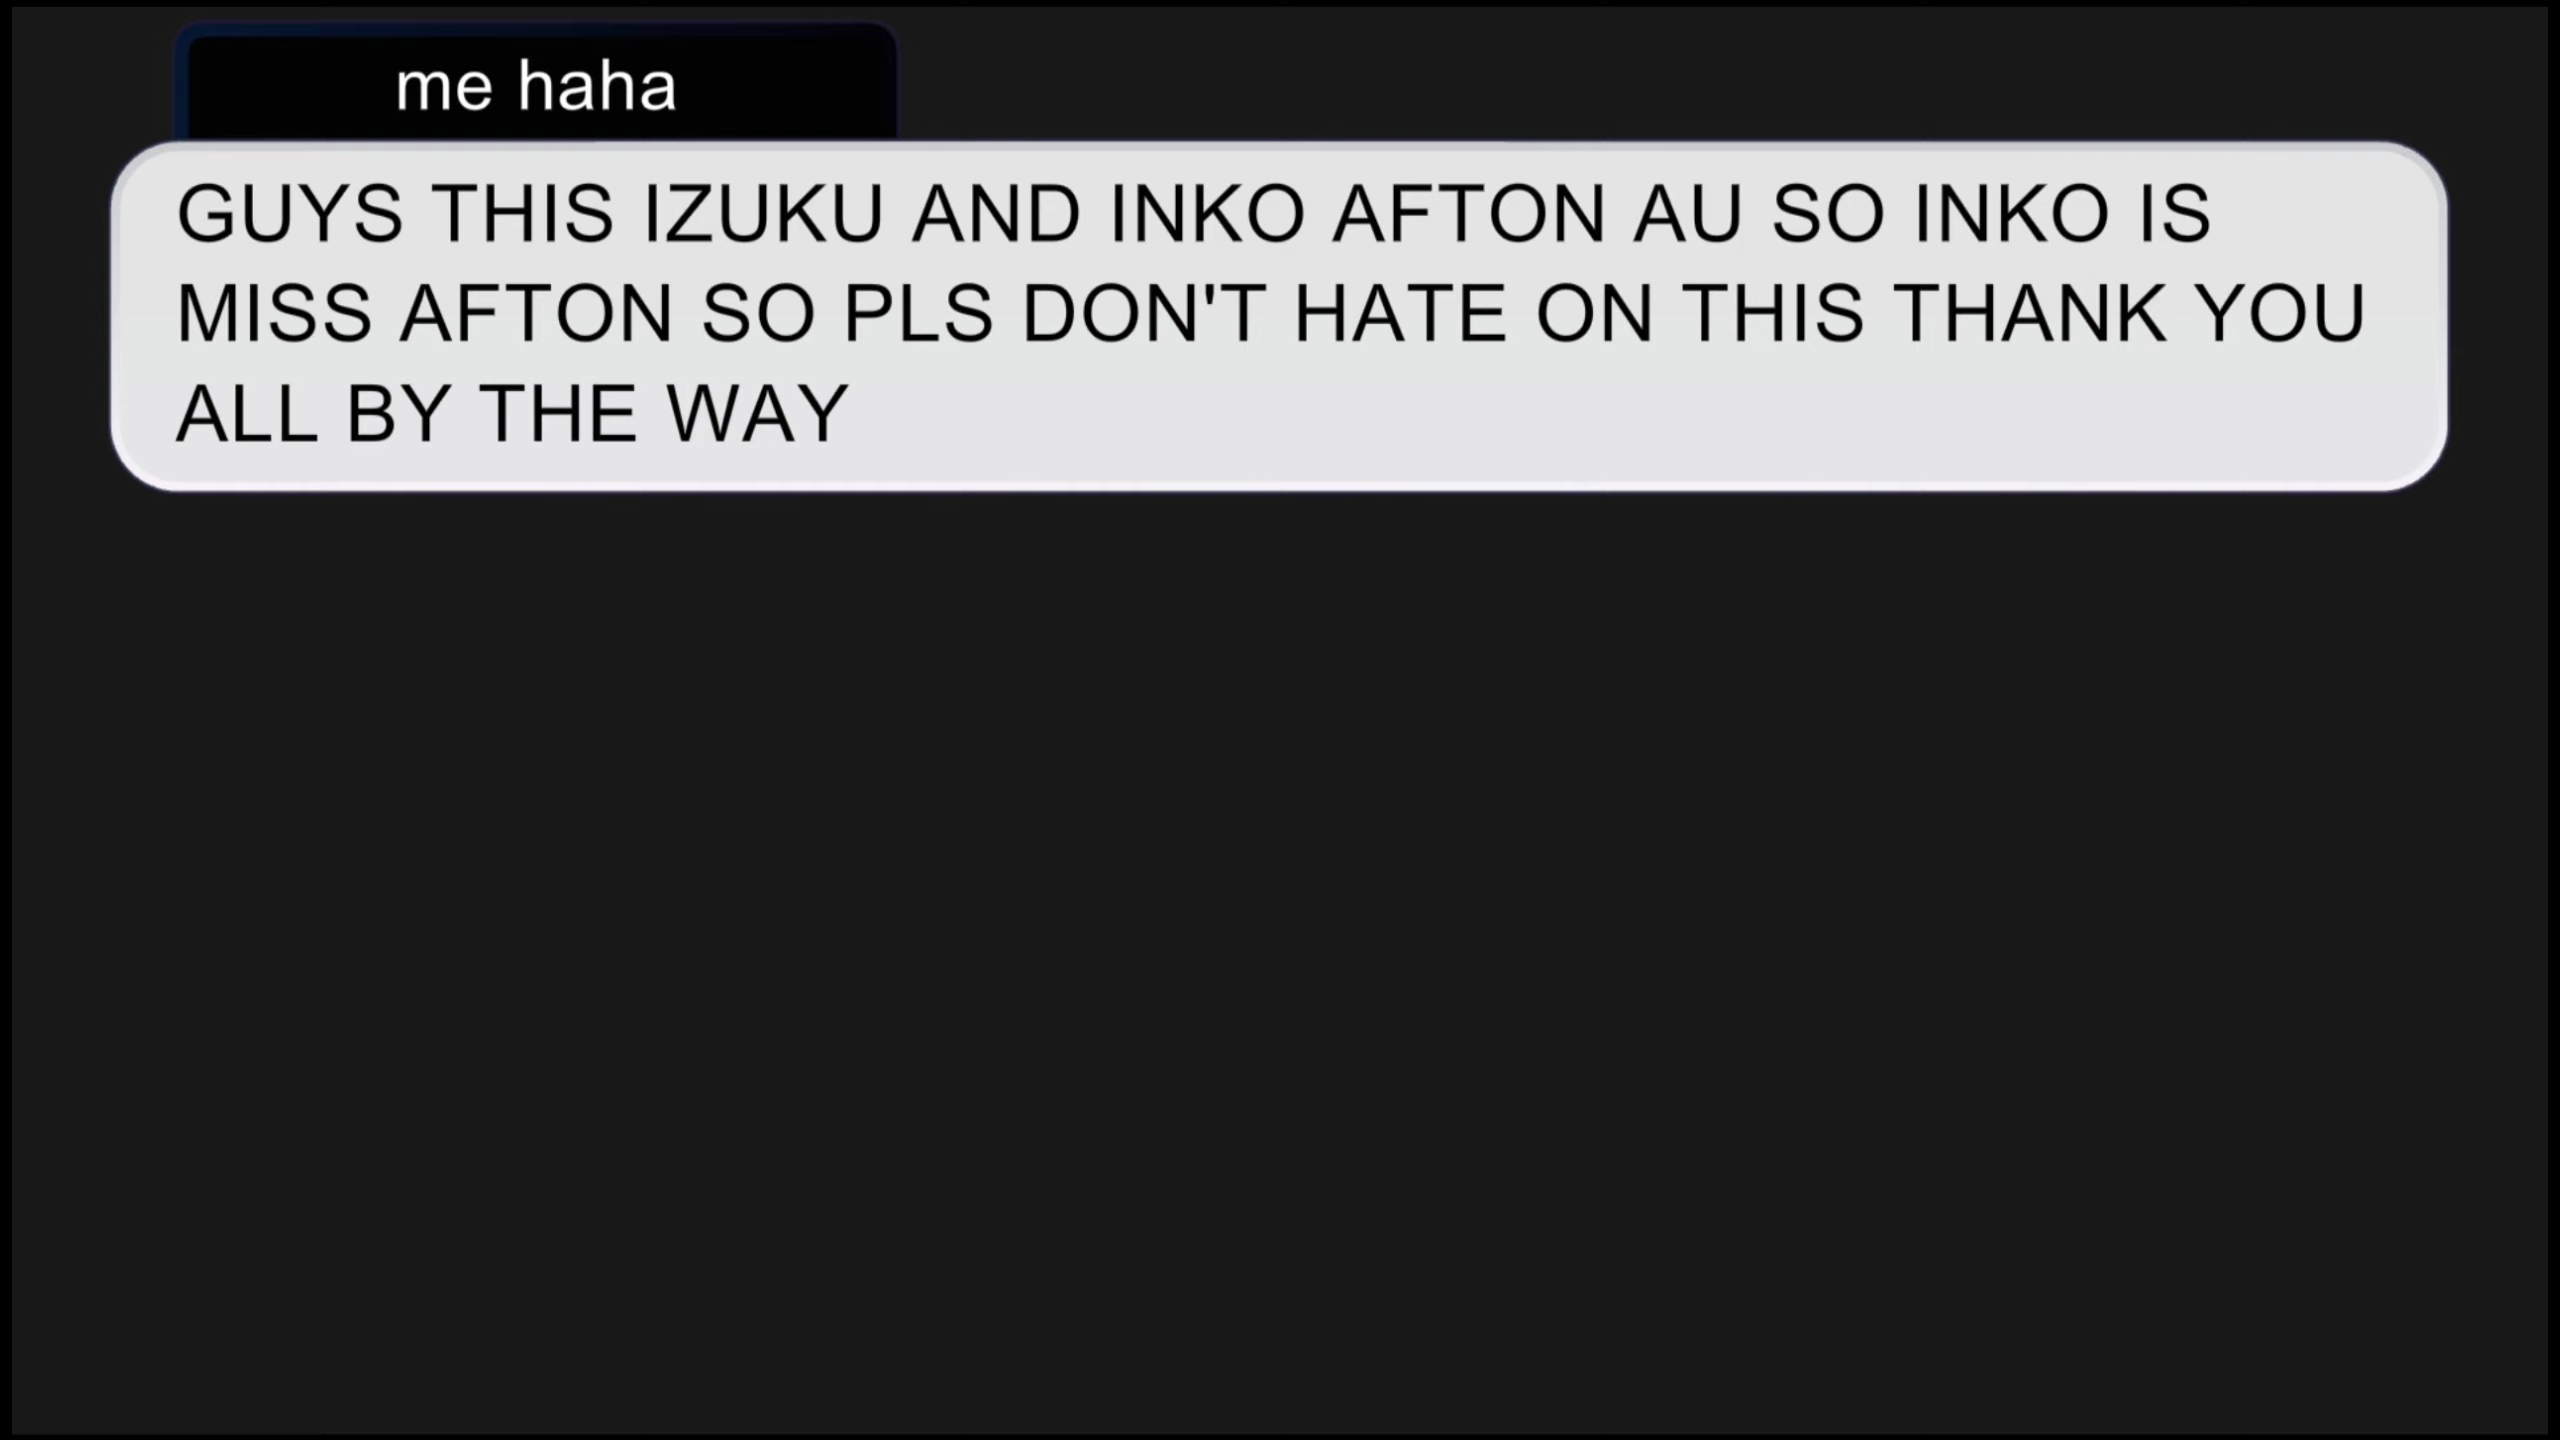 me haha
GUYS THIS IZUKU AND INKO AFTON AU SO INKO IS
MISS AFTON SO PLS DON'T HATE ON THIS THANK YOU
ALL BY THE WAY